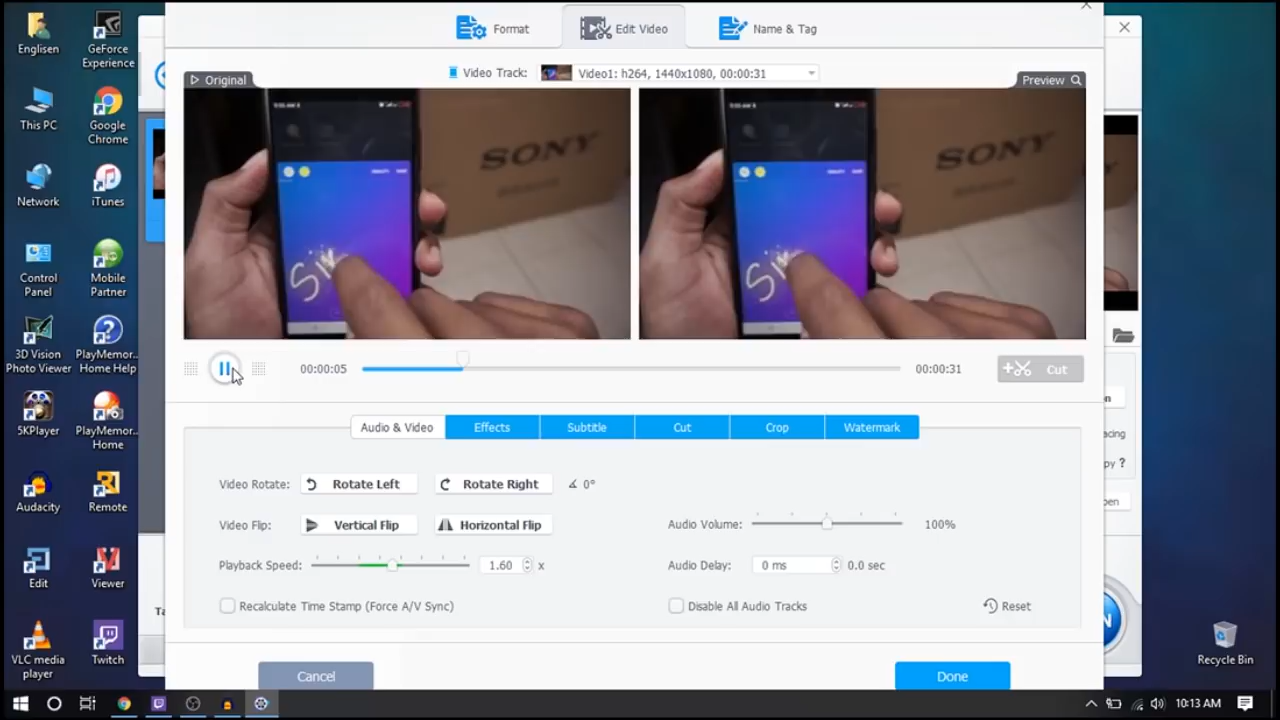 Format
Edit Video
Name & Tag
Video Track:
Video1: h264, 1440x1080, 00:00:31
Original
Preview
SONY
SONY
00:00:05
00:00:31
Cut
Audio & Video
Effects
Subtitle
Cut
Crop
Watermark
Video Rotate:
Rotate Left
Rotate Right
0°
Video Flip:
Vertical Flip
Horizontal Flip
Audio Volume:
100%
Playback Speed:
1.60
x
Audio Delay:
0 ms
0.0 sec
Recalculate Time Stamp (Force A/V Sync)
Disable All Audio Tracks
Reset
Cancel
Done
Englisen
GeForce
Experience
This PC
Google
Chrome
Network
iTunes
Control
Panel
Mobile
Partner
3D Vision
Photo Viewer
PlayMemor..
Home Help
5KPlayer
PlayMemor..
Home
Audacity
Remote
Edit
Viewer
VLC media
player
Twitch
Recycle Bin
10:13 AM